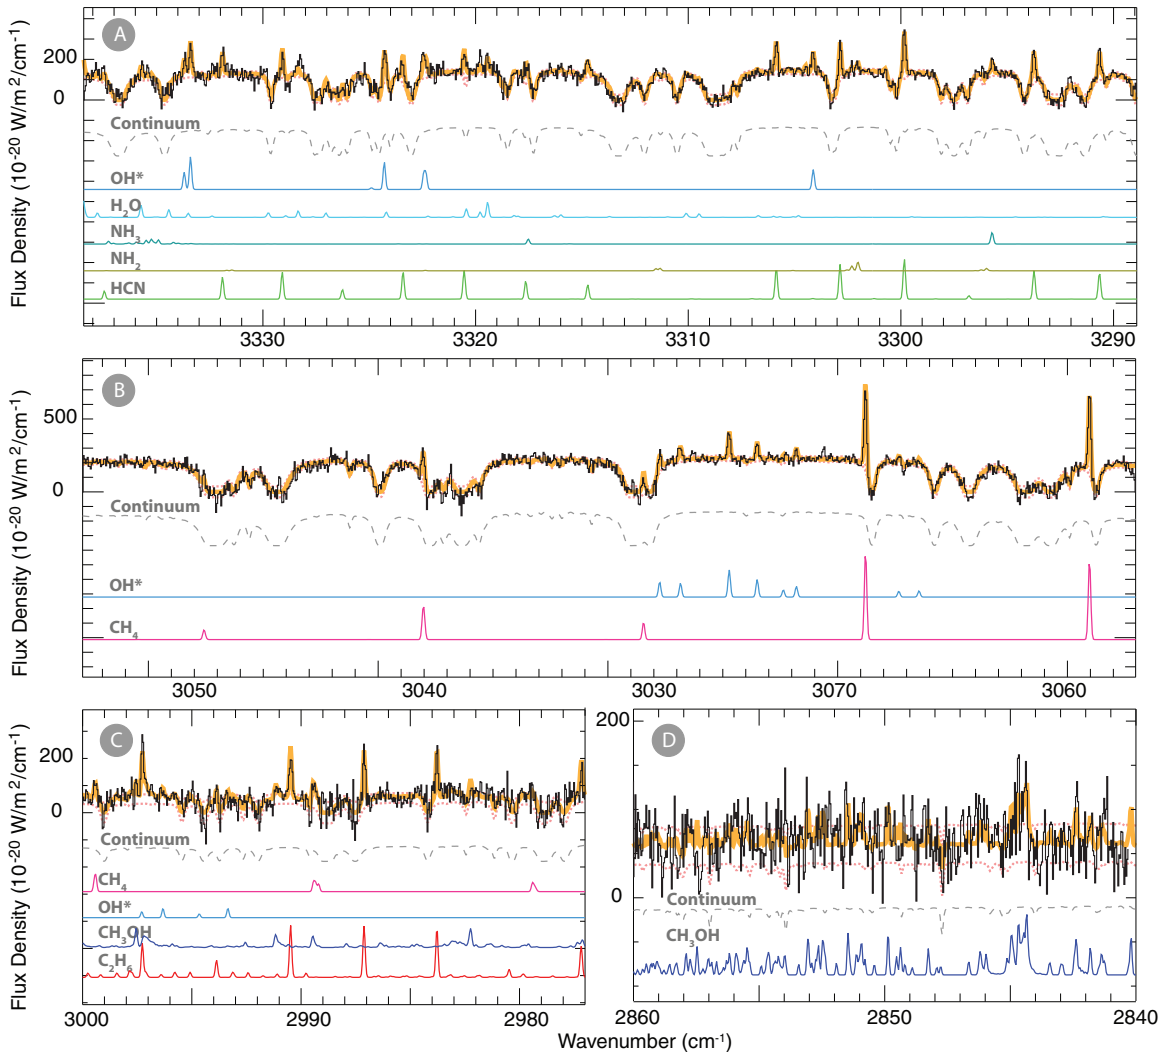 A
Flux Density (10⁻²⁰ W/m²/cm⁻¹)
200
0
Continuum
OH*
H₂O
NH₃
NH₂
HCN
3330 3320 3310 3300 3290
B
Flux Density (10⁻²⁰ W/m²/cm⁻¹)
500
0
Continuum
OH*
CH₄
3050 3040 3030 3070 3060
C
Flux Density (10⁻²⁰ W/m²/cm⁻¹)
200
0
Continuum
CH₄
OH*
CH₃OH
C₂H₆
3000 2990 2980
D
200
0
Continuum
CH₃OH
2860 2850 2840
Wavenumber (cm⁻¹)